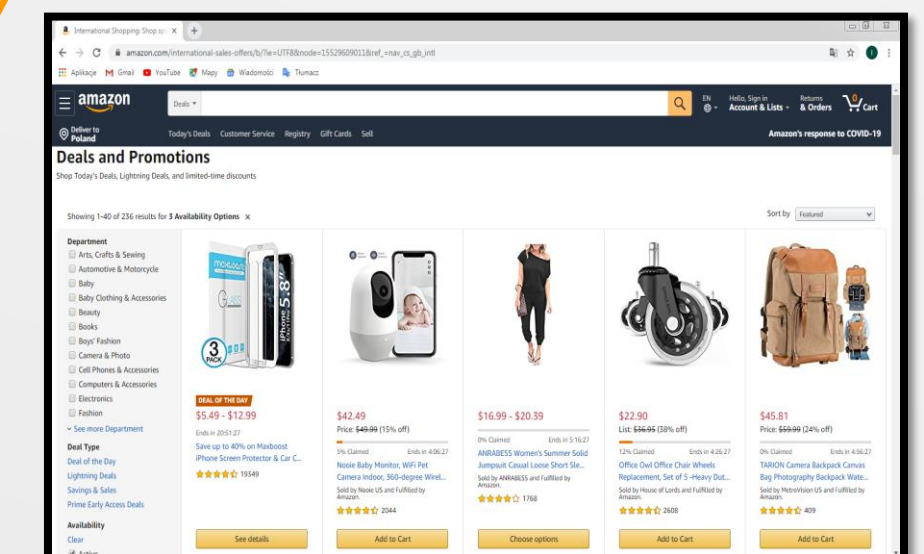 International Shopping: Shop
amazon.com/international-sales-offers/b/?ie=UTF8&node=15529609011&ref_=nav_cs_gb_intl
Aplikacje M Gmail YouTube Mapy Wiadomości Tłumacz
amazon
Deals
EN
Hello, Sign in
Account & Lists
Returns
& Orders
0
Cart
Deliver to
Poland
Today's Deals Customer Service Registry Gift Cards Sell
Amazon's response to COVID-19
Deals and Promotions
Shop Today's Deals, Lightning Deals, and limited-time discounts
Showing 1-40 of 236 results for 3 Availability Options x
Sort by Featured
Department
Arts, Crafts & Sewing
Automotive & Motorcycle
Baby
Baby Clothing & Accessories
Beauty
Books
Boys' Fashion
Camera & Photo
Cell Phones & Accessories
Computers & Accessories
Electronics
Fashion
See more Department
Deal Type
Deal of the Day
Lightning Deals
Savings & Sales
Prime Early Access Deals
Availability
Clear
Active
GLASS
iPhone 5.8"
3
PACK
DEAL OF THE DAY
$5.49 - $12.99
Ends in 20:51:27
Save up to 40% on Maxboost
iPhone Screen Protector & Car C...
19349
See details
$42.49
Price: $49.99 (15% off)
5% Claimed Ends in 4:06:27
Nooie Baby Monitor, WiFi Pet
Camera Indoor, 360-degree Wirel...
Sold by Nooie US and Fulfilled by
Amazon.
2044
Add to Cart
$16.99 - $20.39
0% Claimed Ends in 5:16:27
ANRABESS Women's Summer Solid
Jumpsuit Casual Loose Short Sle...
Sold by ANRABESS and Fulfilled by
Amazon.
1768
Choose options
$22.90
List: $36.95 (38% off)
12% Claimed Ends in 4:26:27
Office Owl Office Chair Wheels
Replacement, Set of 5 -Heavy Dut...
Sold by House of Lords and Fulfilled by
Amazon.
2608
Add to Cart
$45.81
Price: $59.99 (24% off)
0% Claimed Ends in 4:56:27
TARION Camera Backpack Canvas
Bag Photography Backpack Wate...
Sold by MetroVision US and Fulfilled by
Amazon.
409
Add to Cart